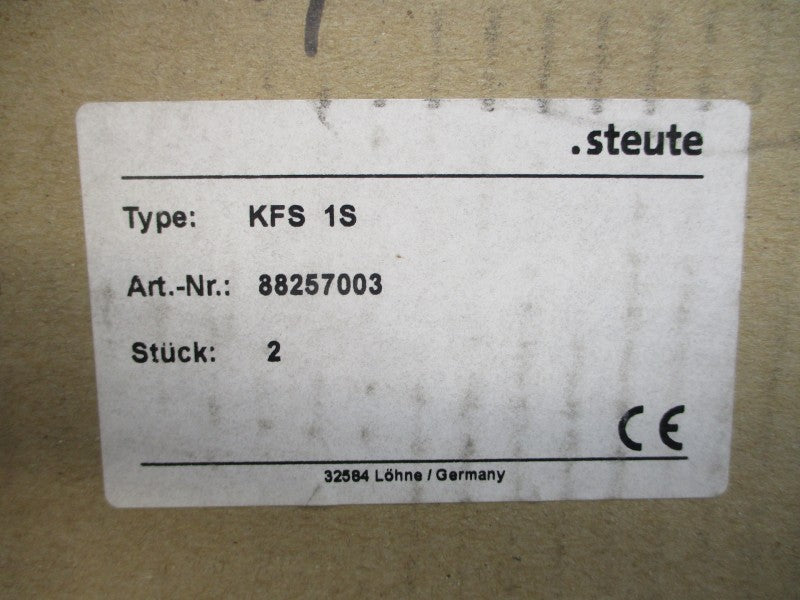 .steute
Type: KFS 1S
Art.-Nr.: 88257003
Stück: 2
CE
32584 Löhne / Germany